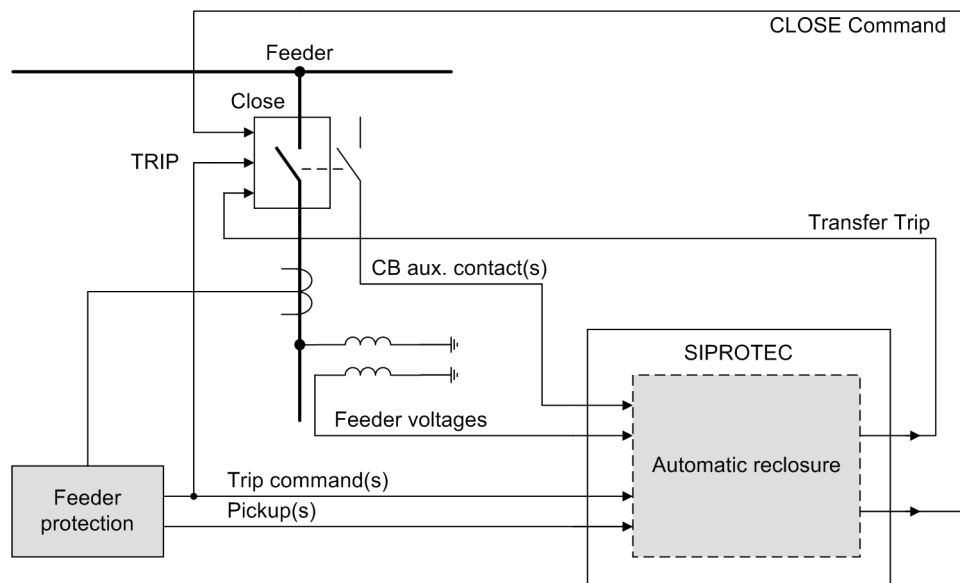 CLOSE Command
Feeder
Close
TRIP
Transfer Trip
CB aux. contact(s)
SIPROTEC
Feeder voltages
Automatic reclosure
Trip command(s)
Feeder
protection
Pickup(s)